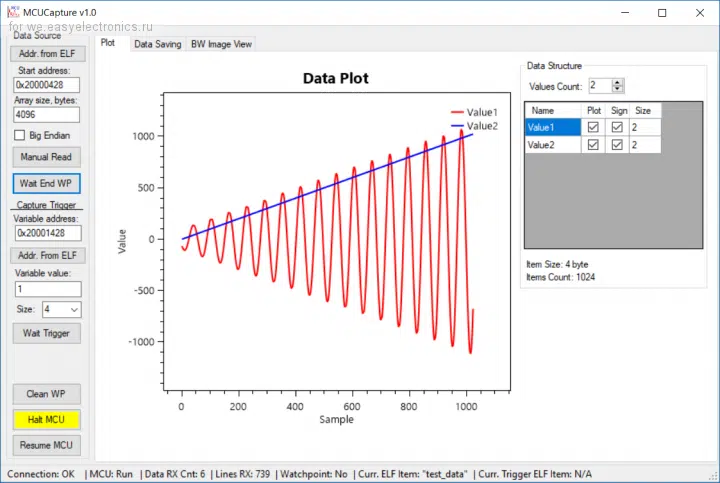 MCUCapture v1.0
for we.easyelectronics.ru
Data Source
Addr. from ELF
Start address:
0x20000428
Array size, bytes:
4096
Big Endian
Manual Read
Wait End WP
Capture Trigger
Variable address:
0x20001428
Addr. From ELF
Variable value:
1
Size: 4
Wait Trigger
Clean WP
Halt MCU
Resume MCU
Plot Data Saving BW Image View
Data Plot
Value1
Value2
1000
500
0
-500
-1000
Value
0 200 400 600 800 1000
Sample
Data Structure
Values Count: 2
Name Plot Sign Size
Value1 2
Value2 2
Item Size: 4 byte
Items Count: 1024
Connection: OK | MCU: Run | Data RX Cnt: 6 | Lines RX: 739 | Watchpoint: No | Curr. ELF Item: "test_data" | Curr. Trigger ELF Item: N/A